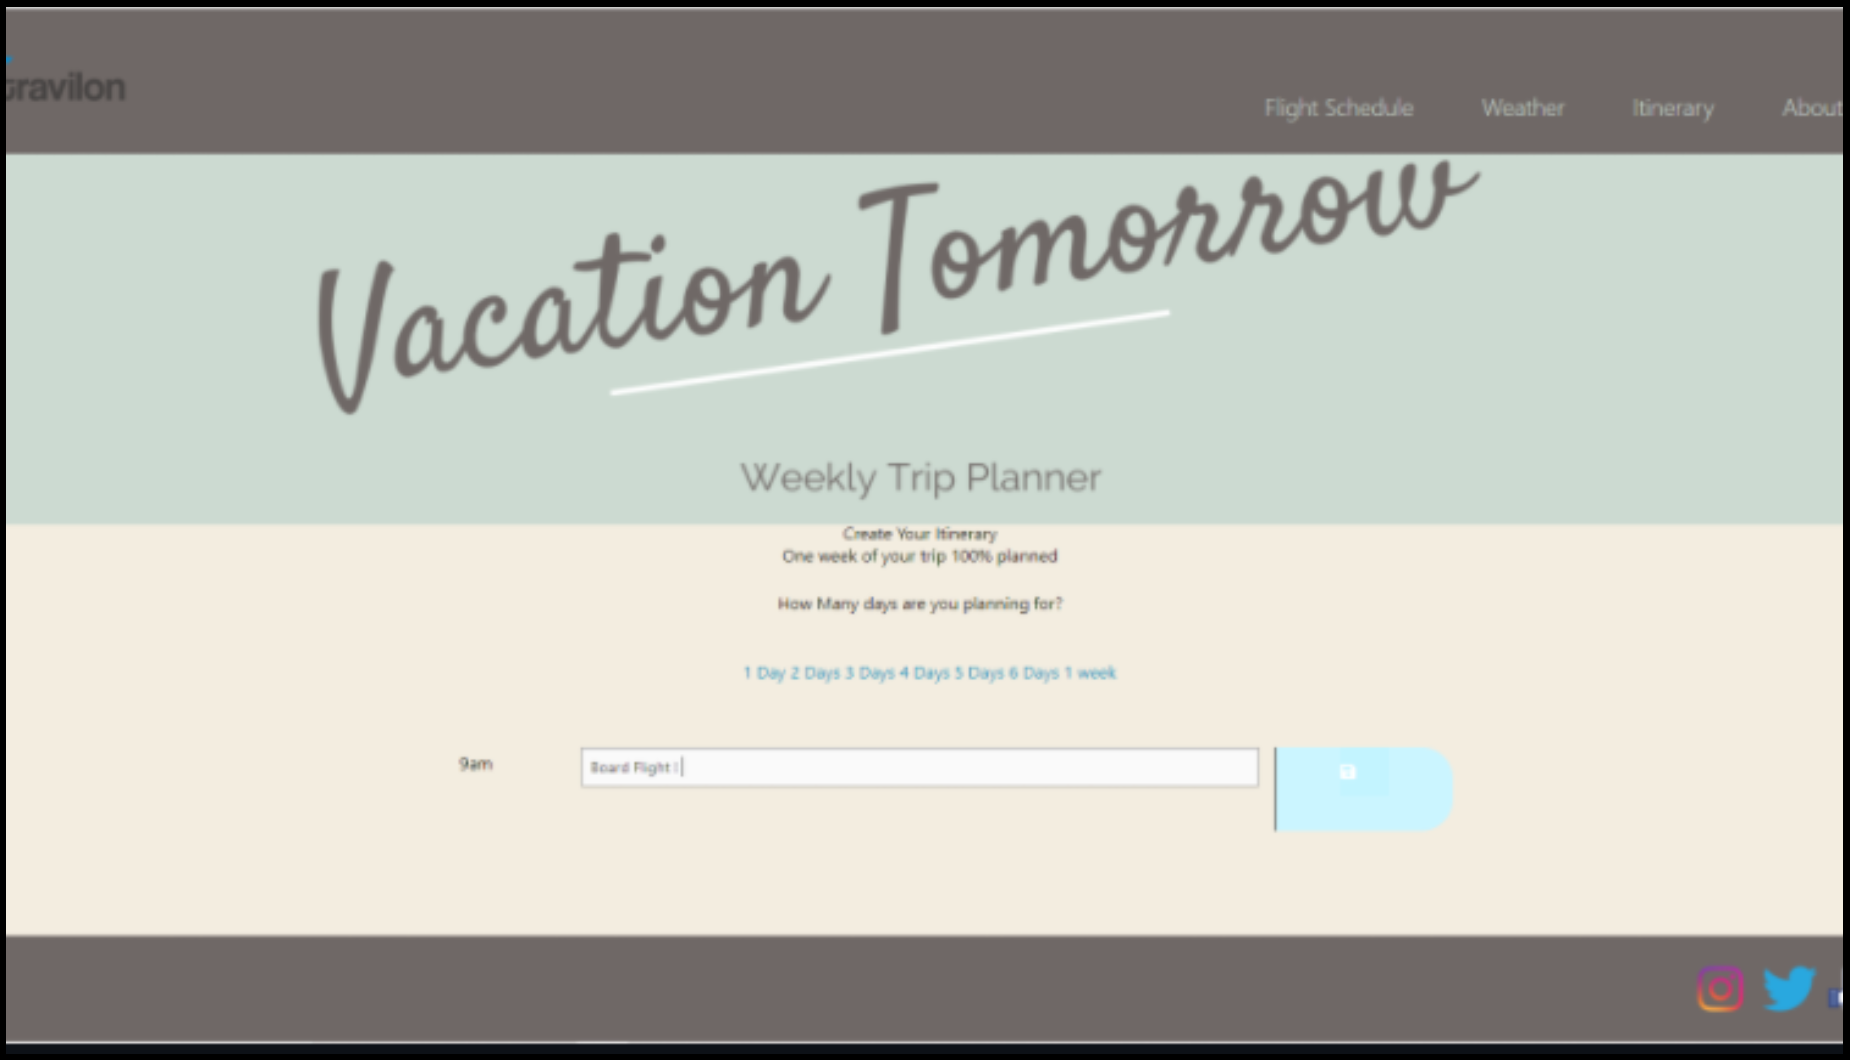 travilon
Flight Schedule Weather Itinerary About
Vacation Tomorrow
Weekly Trip Planner
Create Your Itinerary
One week of your trip 100% planned
How Many days are you planning for?
1 Day 2 Days 3 Days 4 Days 5 Days 6 Days 1 week
9am Board Flight